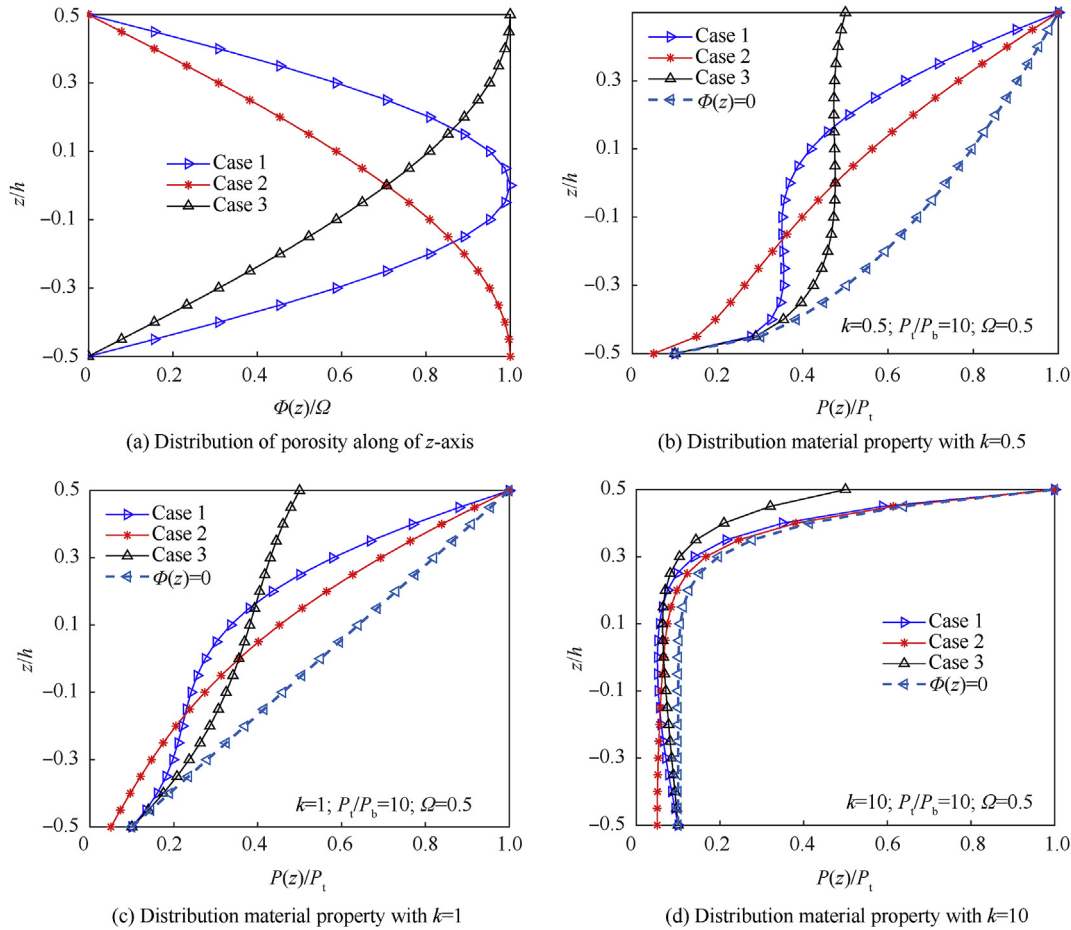 0.5
0.3
0.1
−0.1
−0.3
−0.5
z/h
Case 1
Case 2
Case 3
0 0.2 0.4 0.6 0.8 1.0
Φ(z)/Ω
(a) Distribution of porosity along of z-axis
0.5
0.3
0.1
−0.1
−0.3
−0.5
z/h
Case 1
Case 2
Case 3
Φ(z)=0
k=0.5; Pt/Pb=10; Ω=0.5
0 0.2 0.4 0.6 0.8 1.0
P(z)/Pt
(b) Distribution material property with k=0.5
0.5
0.3
0.1
−0.1
−0.3
−0.5
z/h
Case 1
Case 2
Case 3
Φ(z)=0
k=1; Pt/Pb=10; Ω=0.5
0 0.2 0.4 0.6 0.8 1.0
P(z)/Pt
(c) Distribution material property with k=1
0.5
0.3
0.1
−0.1
−0.3
−0.5
z/h
Case 1
Case 2
Case 3
Φ(z)=0
k=10; Pt/Pb=10; Ω=0.5
0 0.2 0.4 0.6 0.8 1.0
P(z)/Pt
(d) Distribution material property with k=10